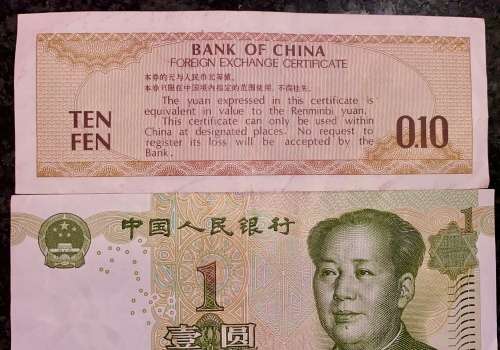 BANK OF CHINA
FOREIGN EXCHANGE CERTIFICATE
本券的元与人民币元等值。
本券只限在中国境内指定的范围使用，不得挂失。
The yuan expressed in this certificate is
equivalent in value to the Renminbi yuan.
This certificate can only be used within
China at designated places. No request to
register its loss will be accepted by the
Bank.
TEN
FEN
0.10
中国人民银行
1
1
壹圆